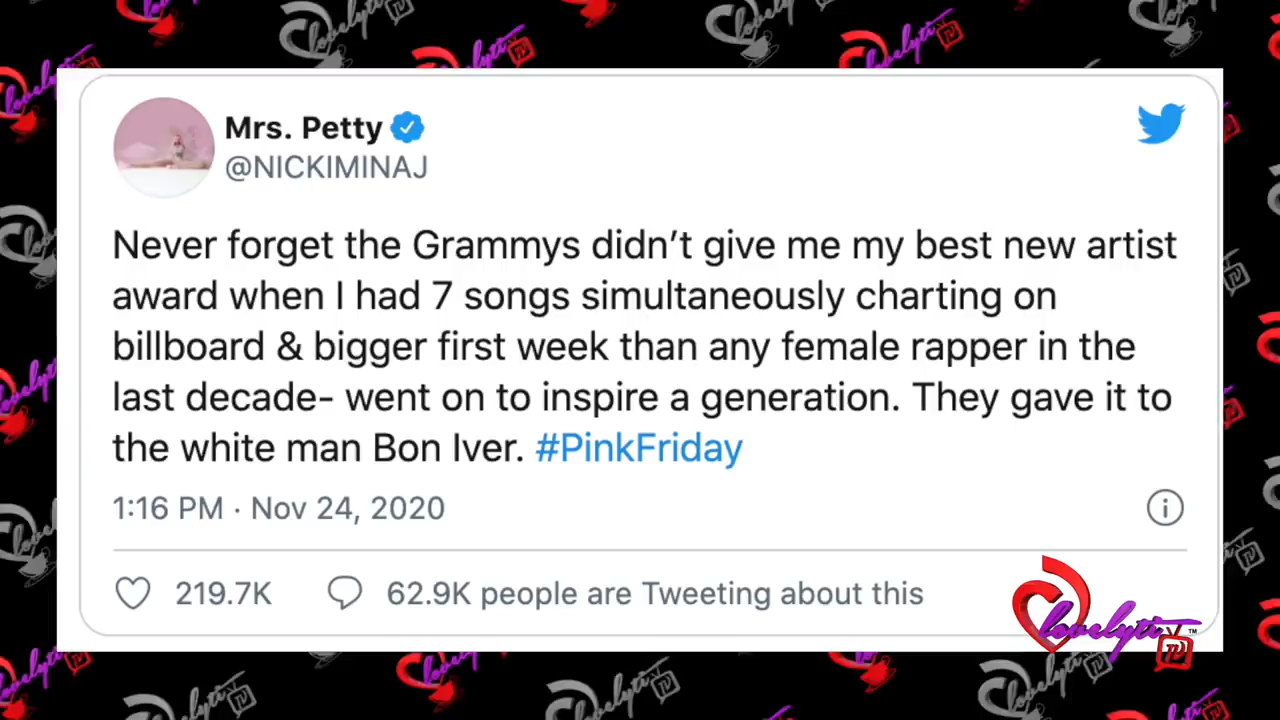 Mrs. Petty
@NICKIMINAJ
Never forget the Grammys didn’t give me my best new artist
award when I had 7 songs simultaneously charting on
billboard & bigger first week than any female rapper in the
last decade- went on to inspire a generation. They gave it to
the white man Bon Iver. #PinkFriday
1:16 PM · Nov 24, 2020
219.7K 62.9K people are Tweeting about this
lovelyti TV™